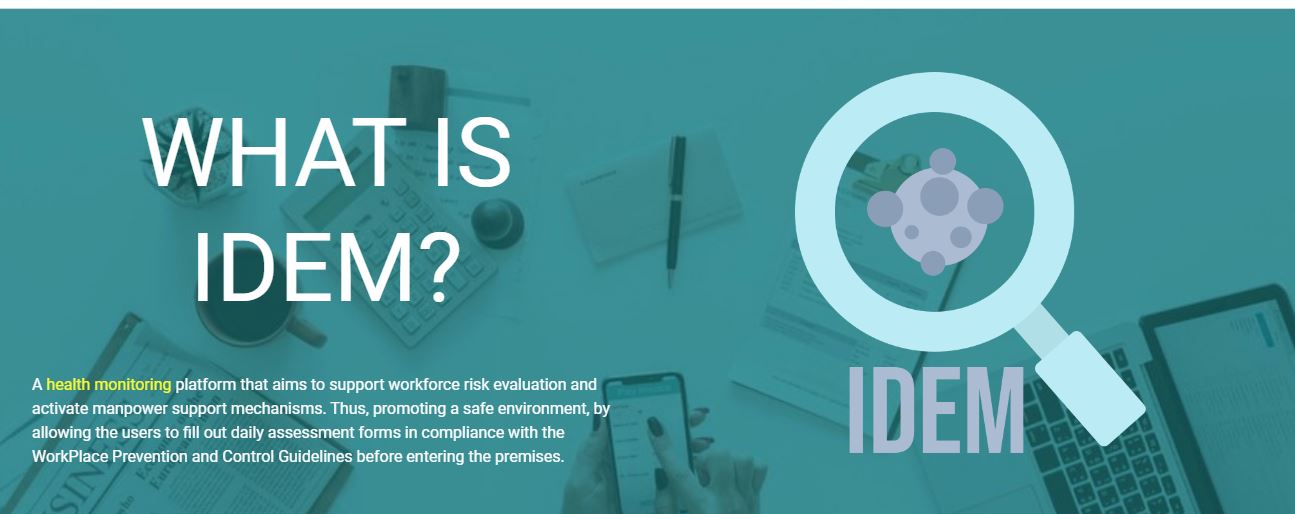 WHAT IS
IDEM?
A health monitoring platform that aims to support workforce risk evaluation and
activate manpower support mechanisms. Thus, promoting a safe environment, by
allowing the users to fill out daily assessment forms in compliance with the
WorkPlace Prevention and Control Guidelines before entering the premises.
IDEM